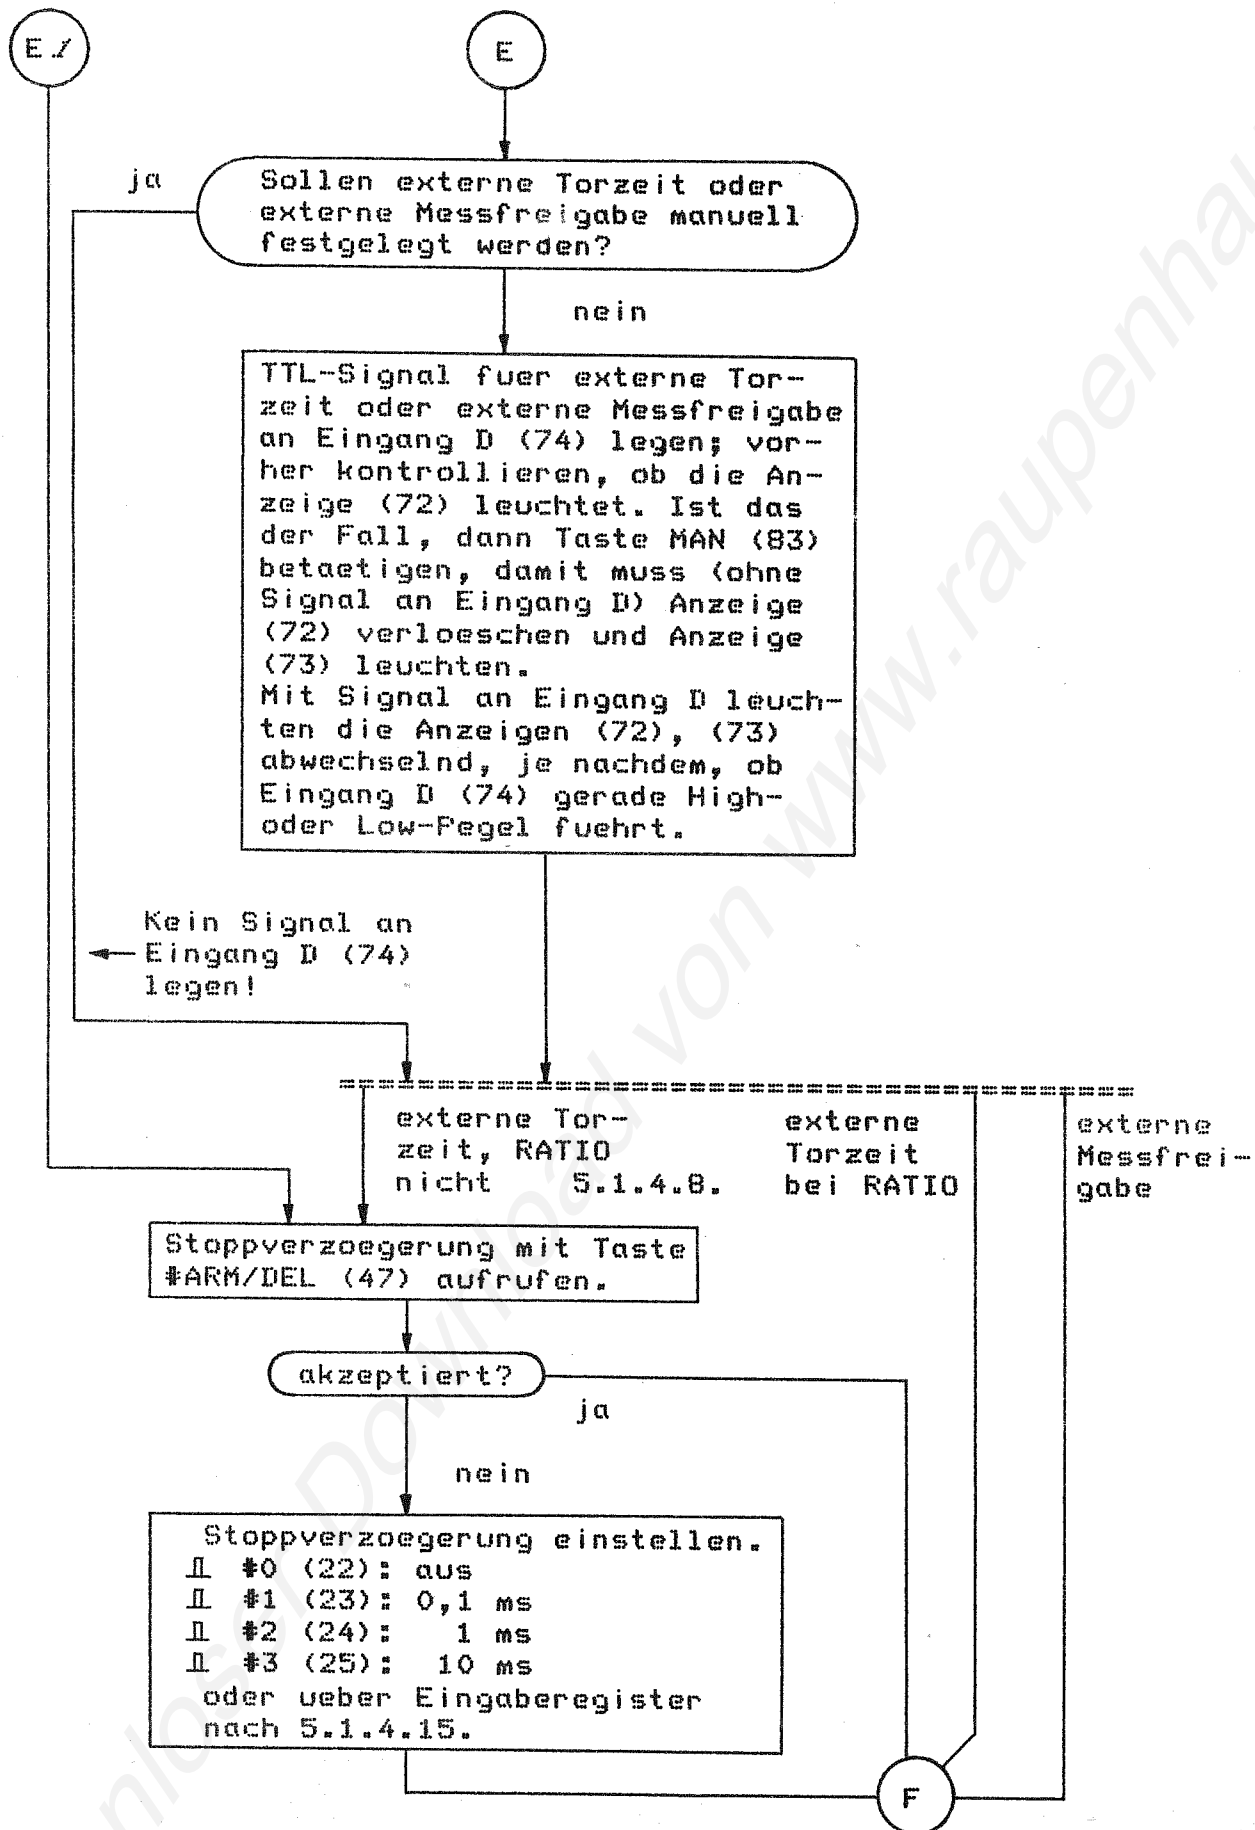 E.1
E
ja
Sollen externe Torzeit oder
externe Messfreigabe manuell
festgelegt werden?
nein
TTL-Signal fuer externe Tor-
zeit oder externe Messfreigabe
an Eingang D (74) legen; vor-
her kontrollieren, ob die An-
zeige (72) leuchtet. Ist das
der Fall, dann Taste MAN (83)
betaetigen, damit muss (ohne
Signal an Eingang D) Anzeige
(72) verloeschen und Anzeige
(73) leuchten.
Mit Signal an Eingang D leuch-
ten die Anzeigen (72), (73)
abwechselnd, je nachdem, ob
Eingang D (74) gerade High-
oder Low-Pegel fuehrt.
Kein Signal an
Eingang D (74)
legen!
externe Tor-
zeit, RATIO
nicht 5.1.4.8.
externe
Torzeit
bei RATIO
externe
Messfrei-
gabe
Stoppverzoegerung mit Taste
#ARM/DEL (47) aufrufen.
akzeptiert?
ja
nein
Stoppverzoegerung einstellen.
#0 (22): aus
#1 (23): 0,1 ms
#2 (24): 1 ms
#3 (25): 10 ms
oder ueber Eingaberegister
nach 5.1.4.15.
F
Download von www.raupenhau